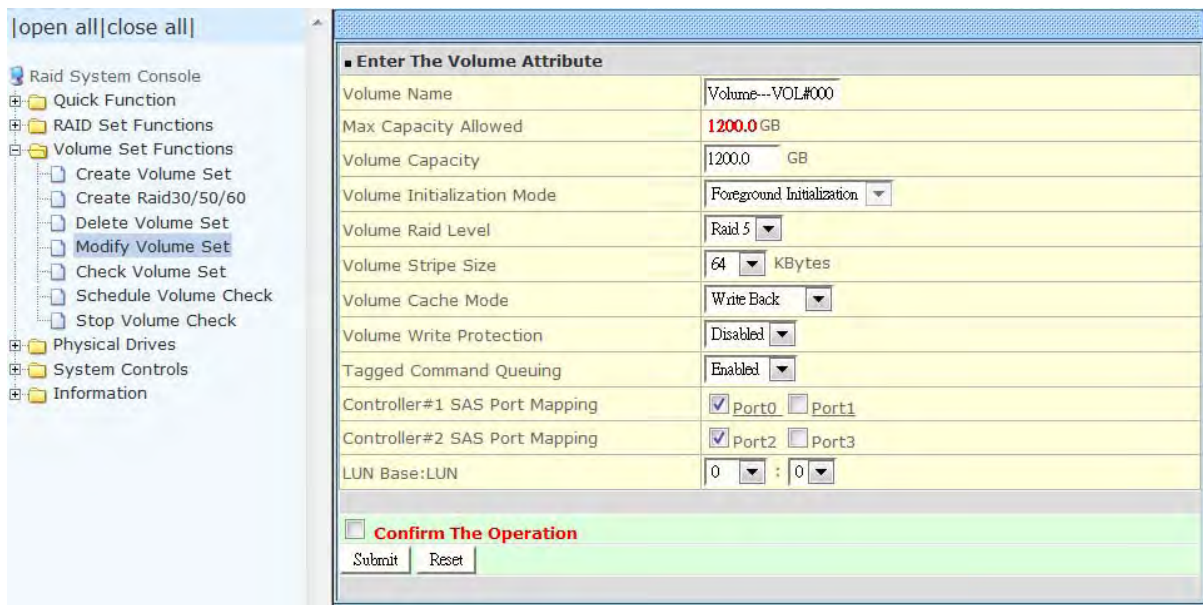 |open all|close all|
Raid System Console
Quick Function
RAID Set Functions
Volume Set Functions
Create Volume Set
Create Raid30/50/60
Delete Volume Set
Modify Volume Set
Check Volume Set
Schedule Volume Check
Stop Volume Check
Physical Drives
System Controls
Information
Enter The Volume Attribute
Volume Name Volume---VOL#000
Max Capacity Allowed 1200.0 GB
Volume Capacity 1200.0 GB
Volume Initialization Mode Foreground Initialization
Volume Raid Level Raid 5
Volume Stripe Size 64 KBytes
Volume Cache Mode Write Back
Volume Write Protection Disabled
Tagged Command Queuing Enabled
Controller#1 SAS Port Mapping Port0 Port1
Controller#2 SAS Port Mapping Port2 Port3
LUN Base:LUN 0 : 0
Confirm The Operation
Submit Reset